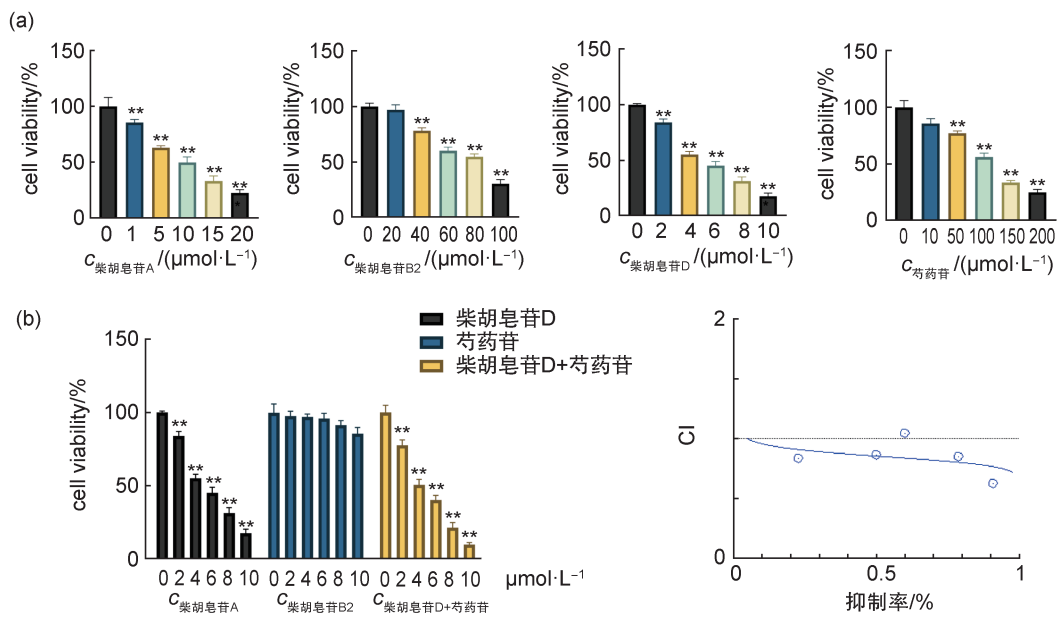 (a)
cell viability/%
150
100
50
0
0 1 5 10 15 20
** ** ** ** **
*
c柴胡皂苷A/(μmol·L⁻¹)
cell viability/%
150
100
50
0
0 20 40 60 80 100
** ** ** **
c柴胡皂苷B2/(μmol·L⁻¹)
cell viability/%
150
100
50
0
0 2 4 6 8 10
** ** ** ** **
*
c柴胡皂苷D/(μmol·L⁻¹)
cell viability/%
150
100
50
0
0 10 50 100 150 200
** ** ** **
c芍药苷/(μmol·L⁻¹)
(b)
柴胡皂苷D
芍药苷
柴胡皂苷D+芍药苷
cell viability/%
150
100
50
0
** ** ** ** **
** ** ** ** **
0 2 4 6 8 10 0 2 4 6 8 10 0 2 4 6 8 10 μmol·L⁻¹
c柴胡皂苷A c柴胡皂苷B2 c柴胡皂苷D+芍药苷
CI
2
1
0
0 0.5 1
抑制率/%